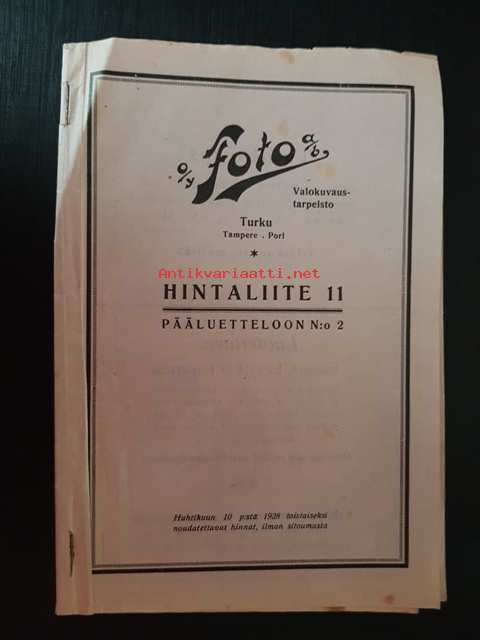 o/y foto a/b
Valokuvaus-
tarpeisto
Turku
Tampere . Pori
*
Antikvariaatti.net
HINTALIITE 11
PÄÄLUETTELOON N:o 2
Huhtikuun 10 p:stä 1928 toistaiseksi
noudatettavat hinnat, ilman sitoumusta